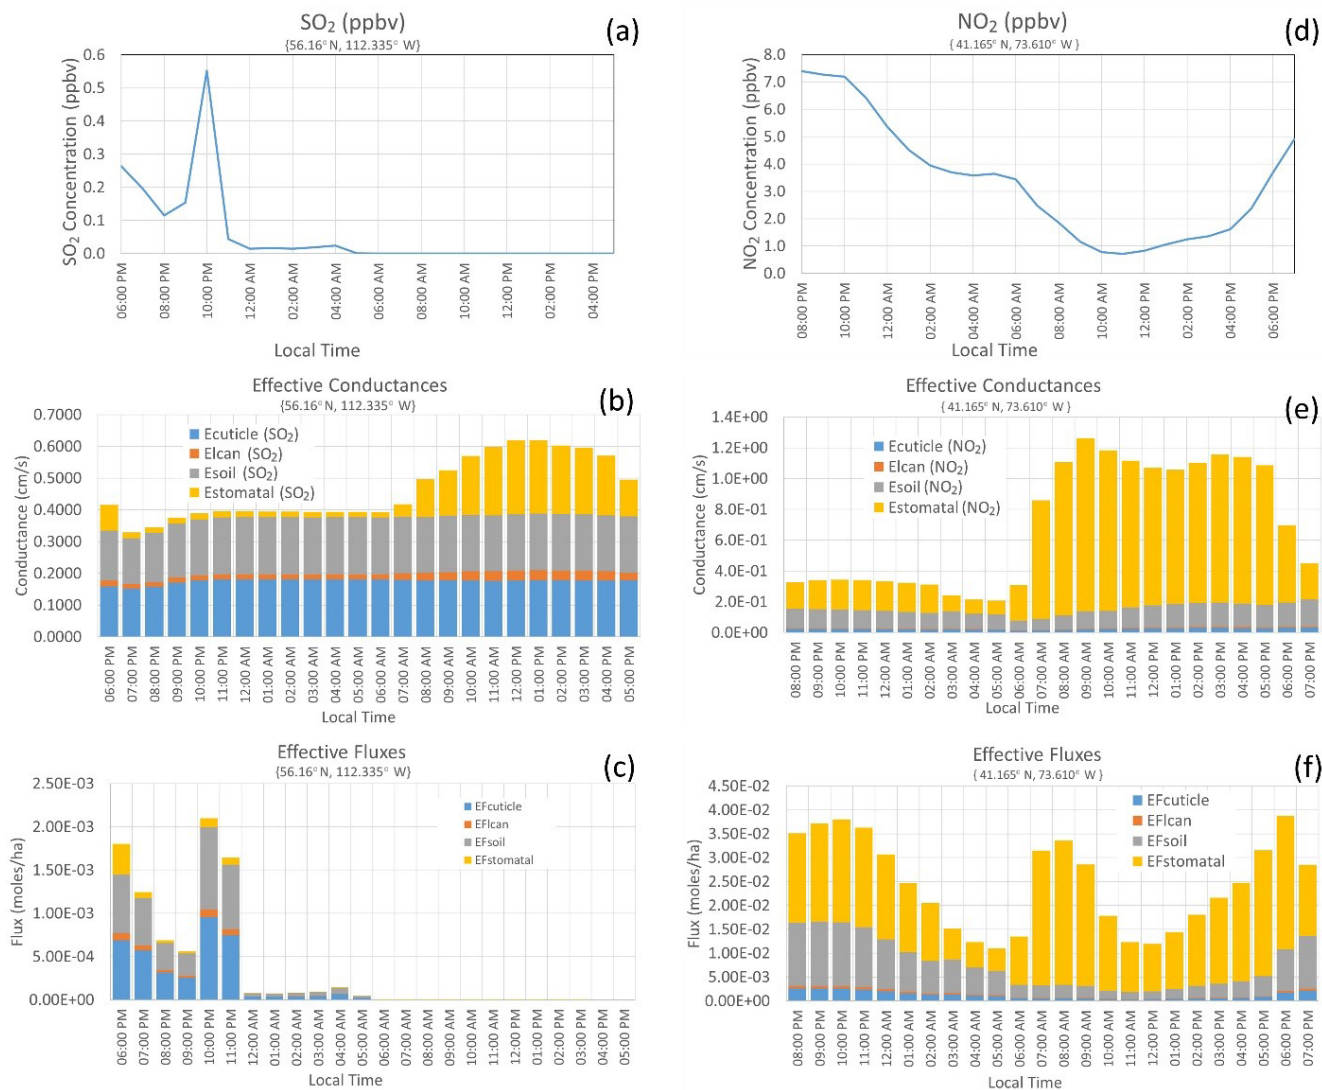 SO₂ (ppbv)
{56.16° N, 112.335° W}
(a)
SO₂ Concentration (ppbv)
0.6
0.5
0.4
0.3
0.2
0.1
0.0
06:00 PM
08:00 PM
10:00 PM
12:00 AM
02:00 AM
04:00 AM
06:00 AM
08:00 AM
10:00 AM
12:00 PM
02:00 PM
04:00 PM
Local Time
NO₂ (ppbv)
{ 41.165° N, 73.610° W }
(d)
NO₂ Concentration (ppbv)
8.0
7.0
6.0
5.0
4.0
3.0
2.0
1.0
0.0
08:00 PM
10:00 PM
12:00 AM
02:00 AM
04:00 AM
06:00 AM
08:00 AM
10:00 AM
12:00 PM
02:00 PM
04:00 PM
06:00 PM
Local Time
Effective Conductances
{56.16° N, 112.335° W}
(b)
Conductance (cm/s)
0.7000
0.6000
0.5000
0.4000
0.3000
0.2000
0.1000
0.0000
Ecuticle (SO₂)
Elcan (SO₂)
Esoil (SO₂)
Estomatal (SO₂)
06:00 PM
07:00 PM
08:00 PM
09:00 PM
10:00 PM
11:00 PM
12:00 AM
01:00 AM
02:00 AM
03:00 AM
04:00 AM
05:00 AM
06:00 AM
07:00 AM
08:00 AM
09:00 AM
10:00 AM
11:00 AM
12:00 PM
01:00 PM
02:00 PM
03:00 PM
04:00 PM
05:00 PM
Local Time
Effective Conductances
{ 41.165° N, 73.610° W }
(e)
Conductance (cm/s)
1.4E+00
1.2E+00
1.0E+00
8.0E-01
6.0E-01
4.0E-01
2.0E-01
0.0E+00
Ecuticle (NO₂)
Elcan (NO₂)
Esoil (NO₂)
Estomatal (NO₂)
08:00 PM
09:00 PM
10:00 PM
11:00 PM
12:00 AM
01:00 AM
02:00 AM
03:00 AM
04:00 AM
05:00 AM
06:00 AM
07:00 AM
08:00 AM
09:00 AM
10:00 AM
11:00 AM
12:00 PM
01:00 PM
02:00 PM
03:00 PM
04:00 PM
05:00 PM
06:00 PM
07:00 PM
Local Time
Effective Fluxes
{56.16° N, 112.335° W}
(c)
Flux (moles/ha)
2.50E-03
2.00E-03
1.50E-03
1.00E-03
5.00E-04
0.00E+00
EFcuticle
EFlcan
EFsoil
EFstomatal
06:00 PM
07:00 PM
08:00 PM
09:00 PM
10:00 PM
11:00 PM
12:00 AM
01:00 AM
02:00 AM
03:00 AM
04:00 AM
05:00 AM
06:00 AM
07:00 AM
08:00 AM
09:00 AM
10:00 AM
11:00 AM
12:00 PM
01:00 PM
02:00 PM
03:00 PM
04:00 PM
05:00 PM
Local Time
Effective Fluxes
{ 41.165° N, 73.610° W }
(f)
Flux (moles/ha)
4.50E-02
4.00E-02
3.50E-02
3.00E-02
2.50E-02
2.00E-02
1.50E-02
1.00E-02
5.00E-03
0.00E+00
EFcuticle
EFlcan
EFsoil
EFstomatal
08:00 PM
09:00 PM
10:00 PM
11:00 PM
12:00 AM
01:00 AM
02:00 AM
03:00 AM
04:00 AM
05:00 AM
06:00 AM
07:00 AM
08:00 AM
09:00 AM
10:00 AM
11:00 AM
12:00 PM
01:00 PM
02:00 PM
03:00 PM
04:00 PM
05:00 PM
06:00 PM
07:00 PM
Local Time